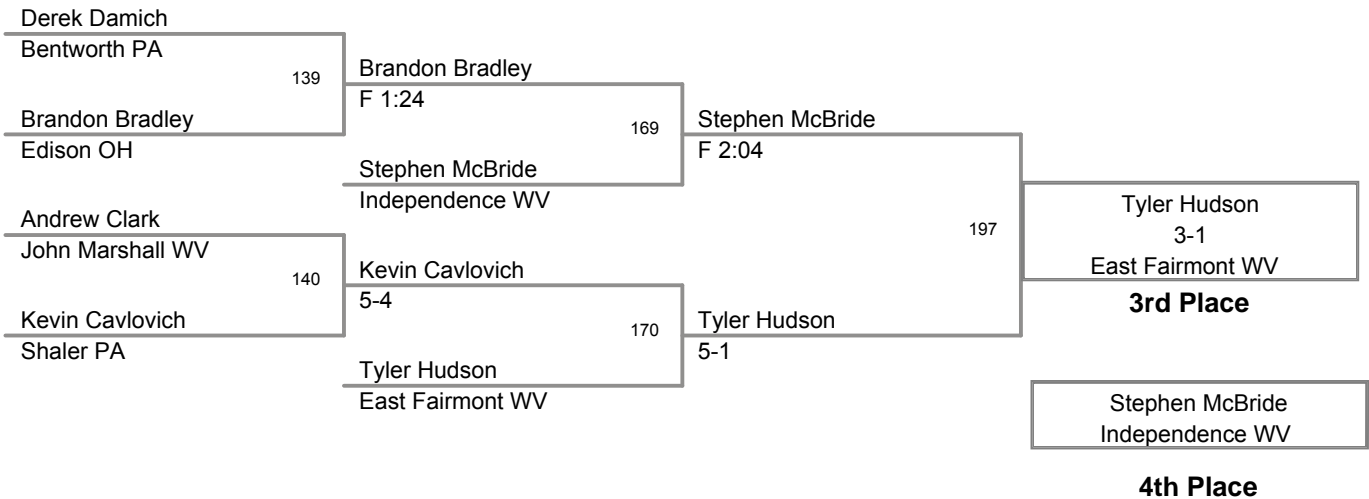 Derek Damich
Bentworth PA
139
Brandon Bradley
F 1:24
Brandon Bradley
Edison OH
169
Stephen McBride
F 2:04
Stephen McBride
Independence WV
Andrew Clark
John Marshall WV
197
Tyler Hudson
3-1
East Fairmont WV
3rd Place
140
Kevin Cavlovich
5-4
Kevin Cavlovich
Shaler PA
170
Tyler Hudson
5-1
Tyler Hudson
East Fairmont WV
Stephen McBride
Independence WV
4th Place